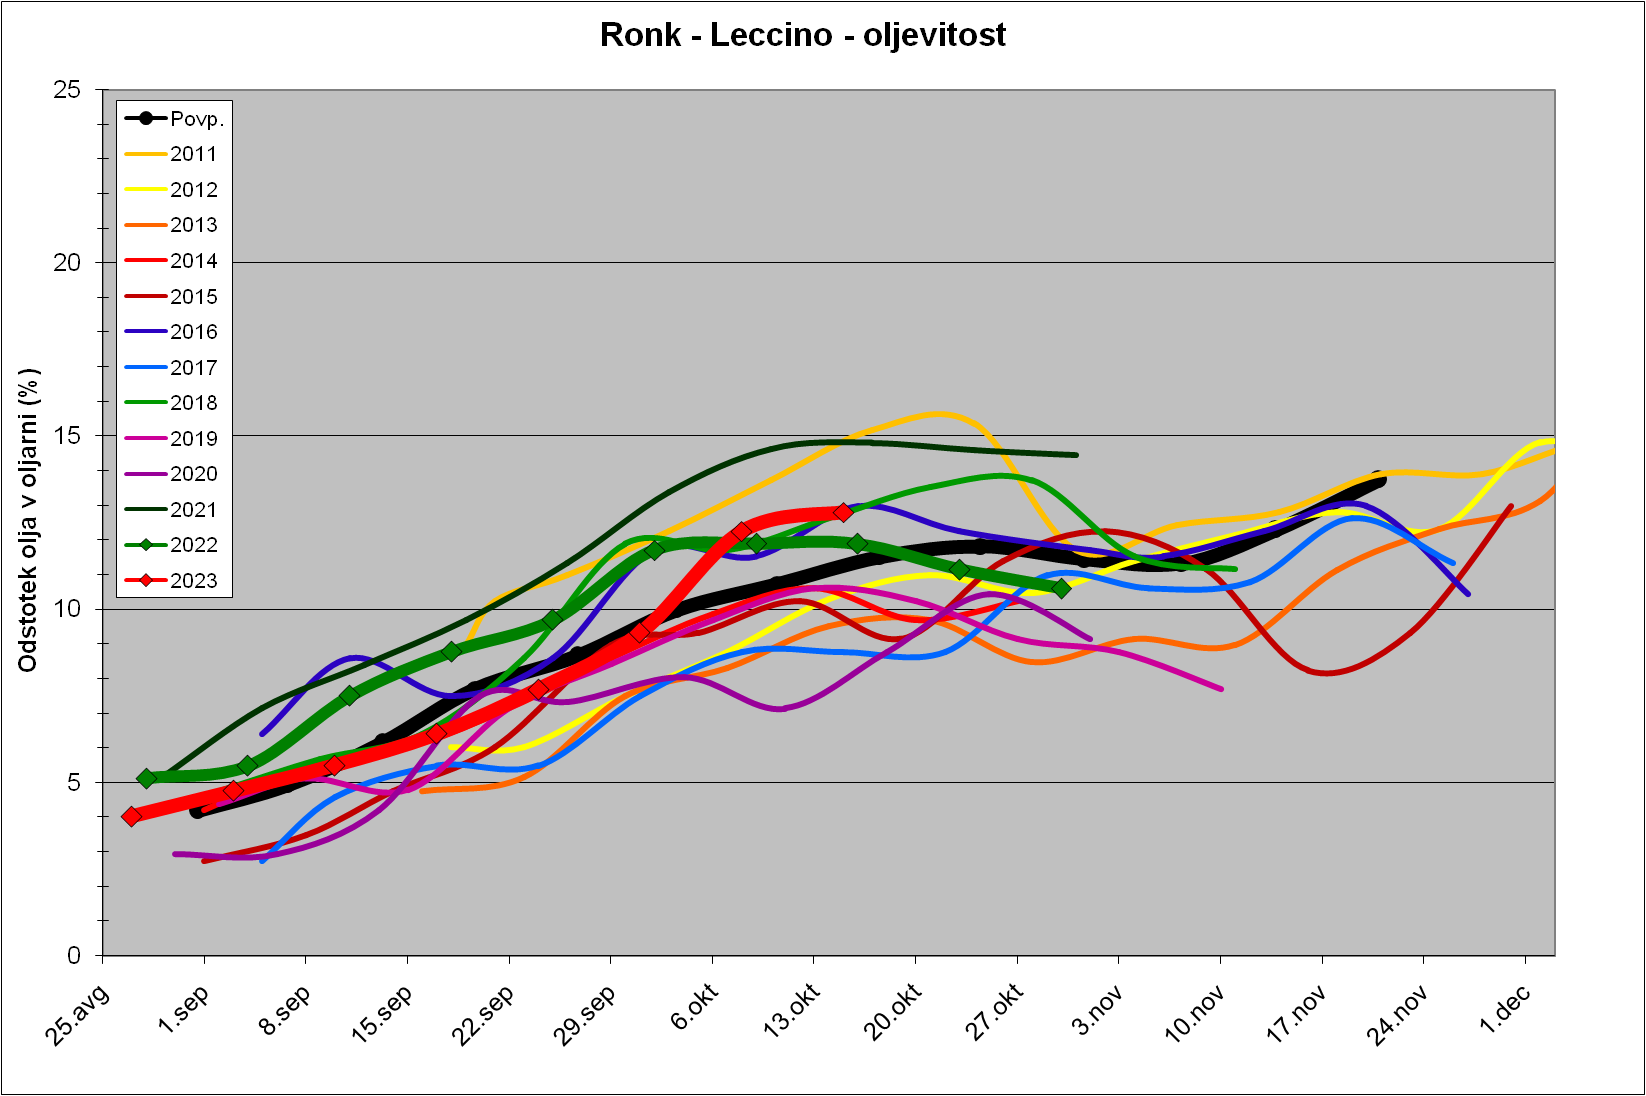 Ronk - Leccino - oljevitost
Odstotek olja v oljarni (%)
25
20
15
10
5
0
Povp.
2011
2012
2013
2014
2015
2016
2017
2018
2019
2020
2021
2022
2023
25.avg
1.sep
8.sep
15.sep
22.sep
29.sep
6.okt
13.okt
20.okt
27.okt
3.nov
10.nov
17.nov
24.nov
1.dec